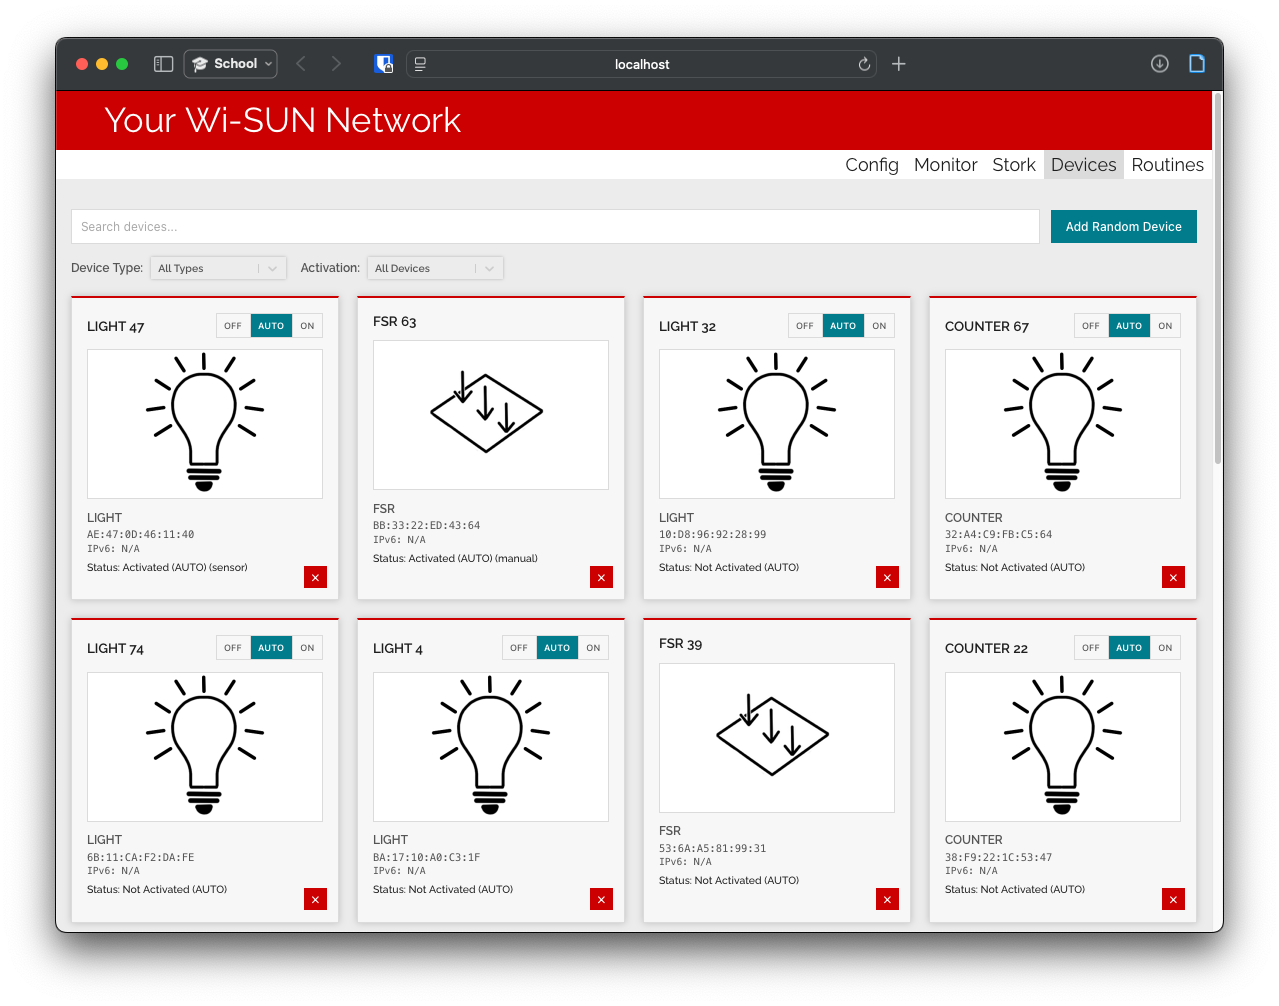 School
localhost
Your Wi-SUN Network
Config Monitor Stork Devices Routines
Search devices...
Add Random Device
Device Type: All Types Activation: All Devices
LIGHT 47
OFF AUTO ON
LIGHT
AE:47:0D:46:11:40
IPv6: N/A
Status: Activated (AUTO) (sensor)
×
FSR 63
FSR
BB:33:22:ED:43:64
IPv6: N/A
Status: Activated (AUTO) (manual)
×
LIGHT 32
OFF AUTO ON
LIGHT
10:D8:96:92:28:99
IPv6: N/A
Status: Not Activated (AUTO)
×
COUNTER 67
OFF AUTO ON
COUNTER
32:A4:C9:FB:C5:64
IPv6: N/A
Status: Not Activated (AUTO)
×
LIGHT 74
OFF AUTO ON
LIGHT
6B:11:CA:F2:DA:FE
IPv6: N/A
Status: Not Activated (AUTO)
×
LIGHT 4
OFF AUTO ON
LIGHT
BA:17:10:A0:C3:1F
IPv6: N/A
Status: Not Activated (AUTO)
×
FSR 39
FSR
53:6A:A5:81:99:31
IPv6: N/A
Status: Not Activated (AUTO)
×
COUNTER 22
OFF AUTO ON
COUNTER
38:F9:22:1C:53:47
IPv6: N/A
Status: Not Activated (AUTO)
×